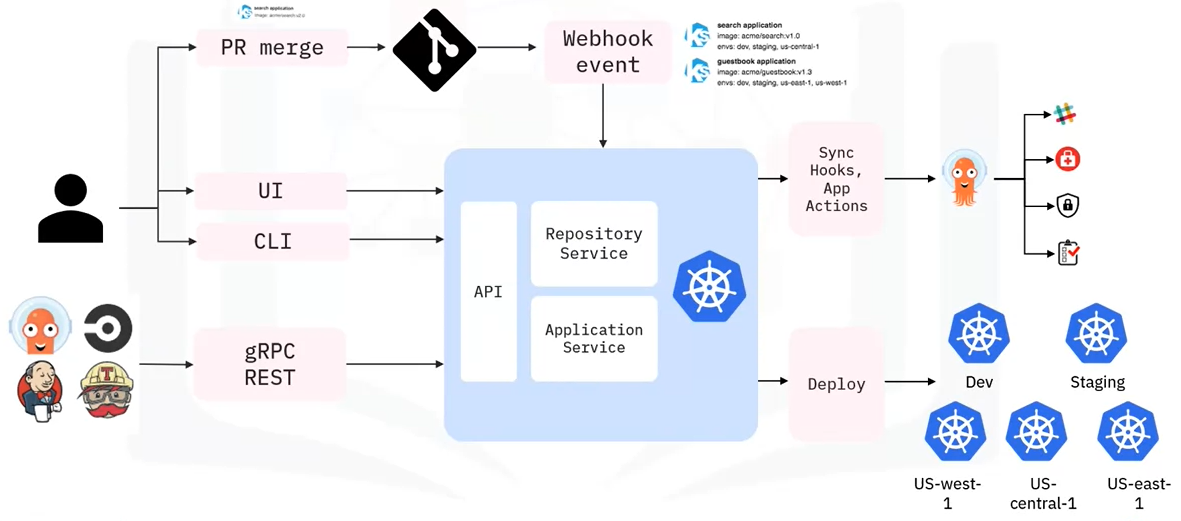 search application
image: acme/search:v2.0
PR merge
Webhook
event
search application
image: acme/search:v1.0
envs: dev, staging, us-central-1
guestbook application
image: acme/guestbook:v1.3
envs: dev, staging, us-east-1, us-west-1
UI
CLI
gRPC
REST
API
Repository
Service
Application
Service
Sync
Hooks,
App
Actions
Deploy
Dev
Staging
US-west-
1
US-
central-1
US-east-
1
KS
KS
KS
T